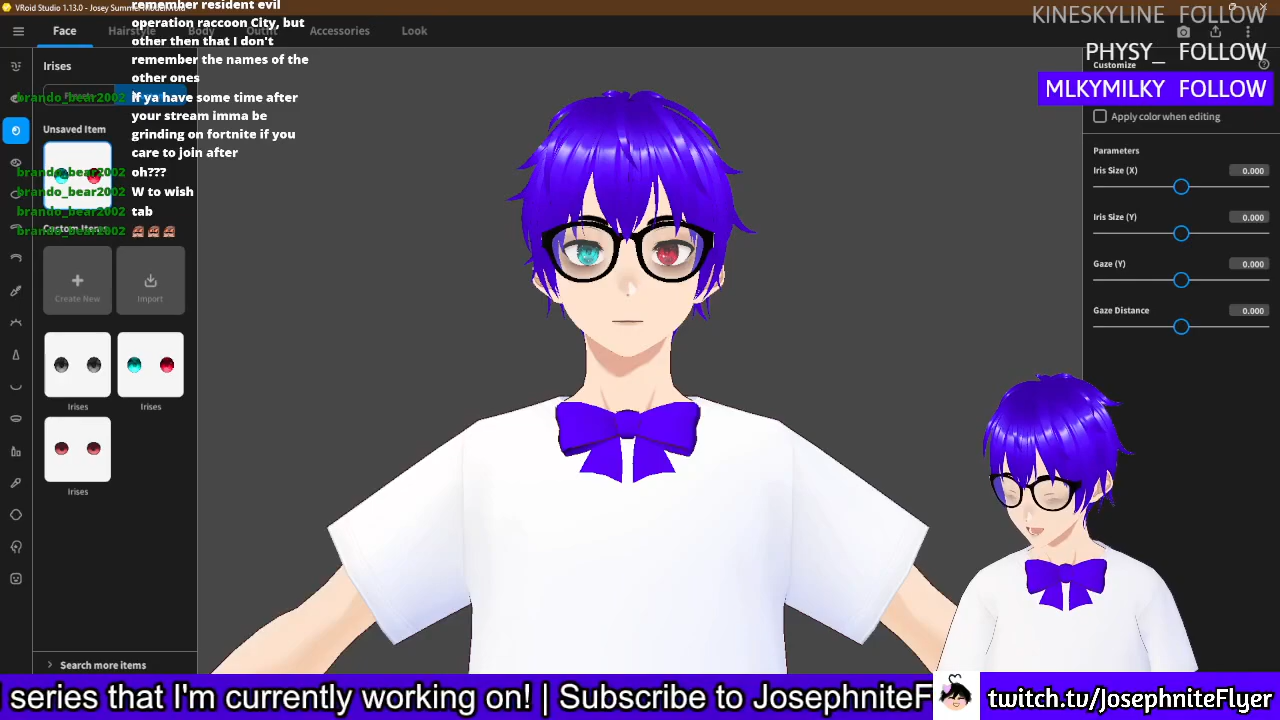 VRoid Studio 1.13.0 - Josey Summer
remember resident evil
operation raccoon City, but
other then that I don't
remember the names of the
other ones
brando_bear2002 If ya have some time after
your stream imma be
grinding on fortnite if you
care to join after
brando_bear2002 oh???
brando_bear2002 W to wish
brando_bear2002 tab
brando_bear2002
Face
Hairstyle
Outfit
Accessories
Look
Irises
Unsaved Item
Custom Items
Create New
Import
Irises
Irises
Irises
Search more items
KINESKYLINE FOLLOW
PHYSY_ FOLLOW
MLKYMILKY FOLLOW
Customize
Apply color when editing
Parameters
Iris Size (X) 0.000
Iris Size (Y) 0.000
Gaze (Y) 0.000
Gaze Distance 0.000
series that I'm currently working on! | Subscribe to JosephniteF
twitch.tv/JosephniteFlyer